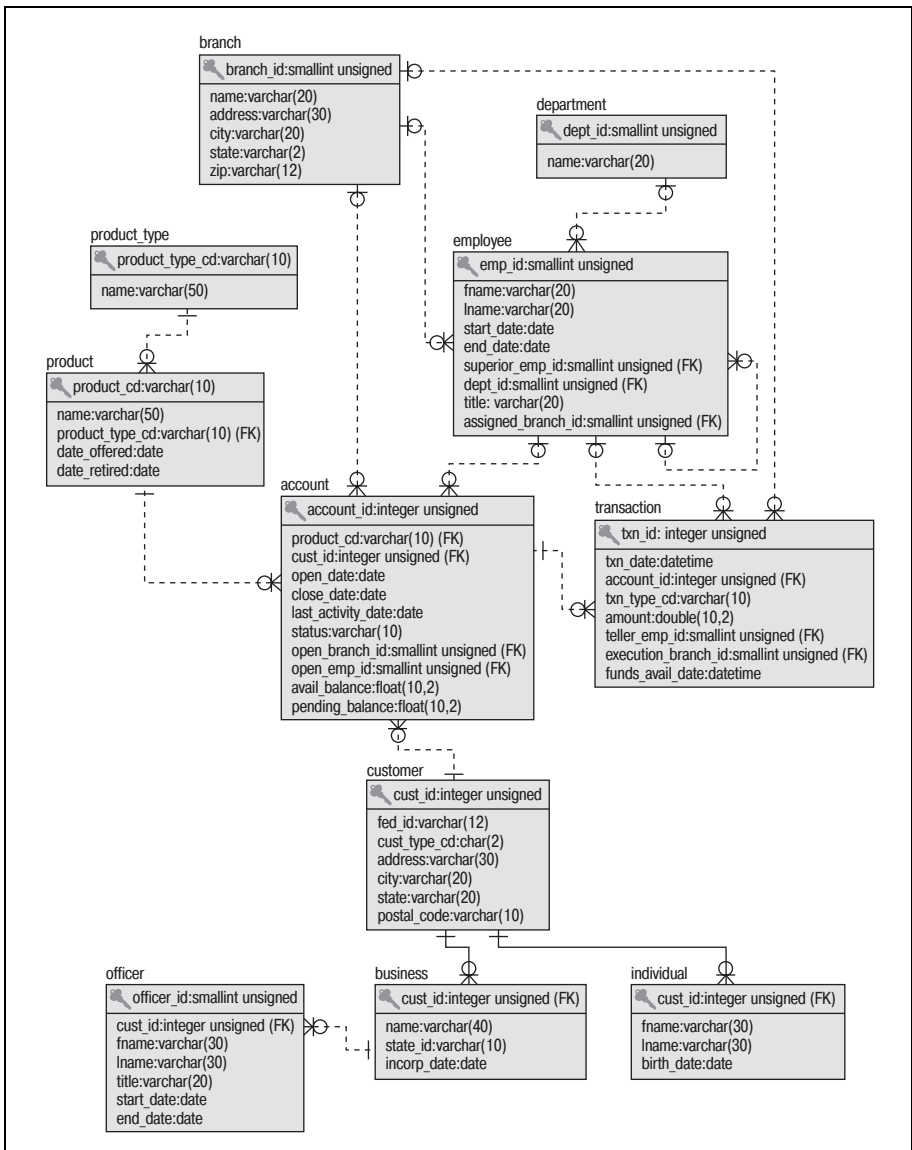 branch
branch_id:smallint unsigned
name:varchar(20)
address:varchar(30)
city:varchar(20)
state:varchar(2)
zip:varchar(12)
department
dept_id:smallint unsigned
name:varchar(20)
product_type
product_type_cd:varchar(10)
name:varchar(50)
employee
emp_id:smallint unsigned
fname:varchar(20)
lname:varchar(20)
start_date:date
end_date:date
superior_emp_id:smallint unsigned (FK)
dept_id:smallint unsigned (FK)
title: varchar(20)
assigned_branch_id:smallint unsigned (FK)
product
product_cd:varchar(10)
name:varchar(50)
product_type_cd:varchar(10) (FK)
date_offered:date
date_retired:date
account
account_id:integer unsigned
product_cd:varchar(10) (FK)
cust_id:integer unsigned (FK)
open_date:date
close_date:date
last_activity_date:date
status:varchar(10)
open_branch_id:smallint unsigned (FK)
open_emp_id:smallint unsigned (FK)
avail_balance:float(10,2)
pending_balance:float(10,2)
transaction
txn_id: integer unsigned
txn_date:datetime
account_id:integer unsigned (FK)
txn_type_cd:varchar(10)
amount:double(10,2)
teller_emp_id:smallint unsigned (FK)
execution_branch_id:smallint unsigned (FK)
funds_avail_date:datetime
customer
cust_id:integer unsigned
fed_id:varchar(12)
cust_type_cd:char(2)
address:varchar(30)
city:varchar(20)
state:varchar(20)
postal_code:varchar(10)
officer
officer_id:smallint unsigned
cust_id:integer unsigned (FK)
fname:varchar(30)
lname:varchar(30)
title:varchar(20)
start_date:date
end_date:date
business
cust_id:integer unsigned (FK)
name:varchar(40)
state_id:varchar(10)
incorp_date:date
individual
cust_id:integer unsigned (FK)
fname:varchar(30)
lname:varchar(30)
birth_date:date